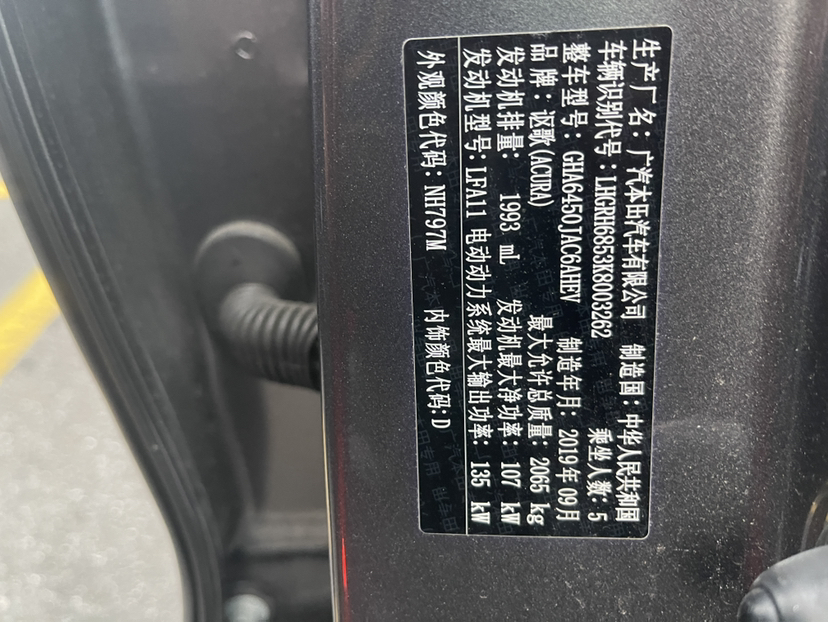 生产厂名：广汽本田汽车有限公司 制造国：中华人民共和国
车辆识别代号：LHGRH6853K8003262 乘坐人数：5
整车型号：GHA6450JAC6AHEV 制造年月：2019年09月
品牌：讴歌(ACURA) 最大允许总质量：2065 kg
发动机排量： 1993 mL 发动机最大净功率：107 kW
发动机型号：LFA11 电动动力系统最大输出功率：135 kW
外观颜色代码：NH797M 内饰颜色代码：D